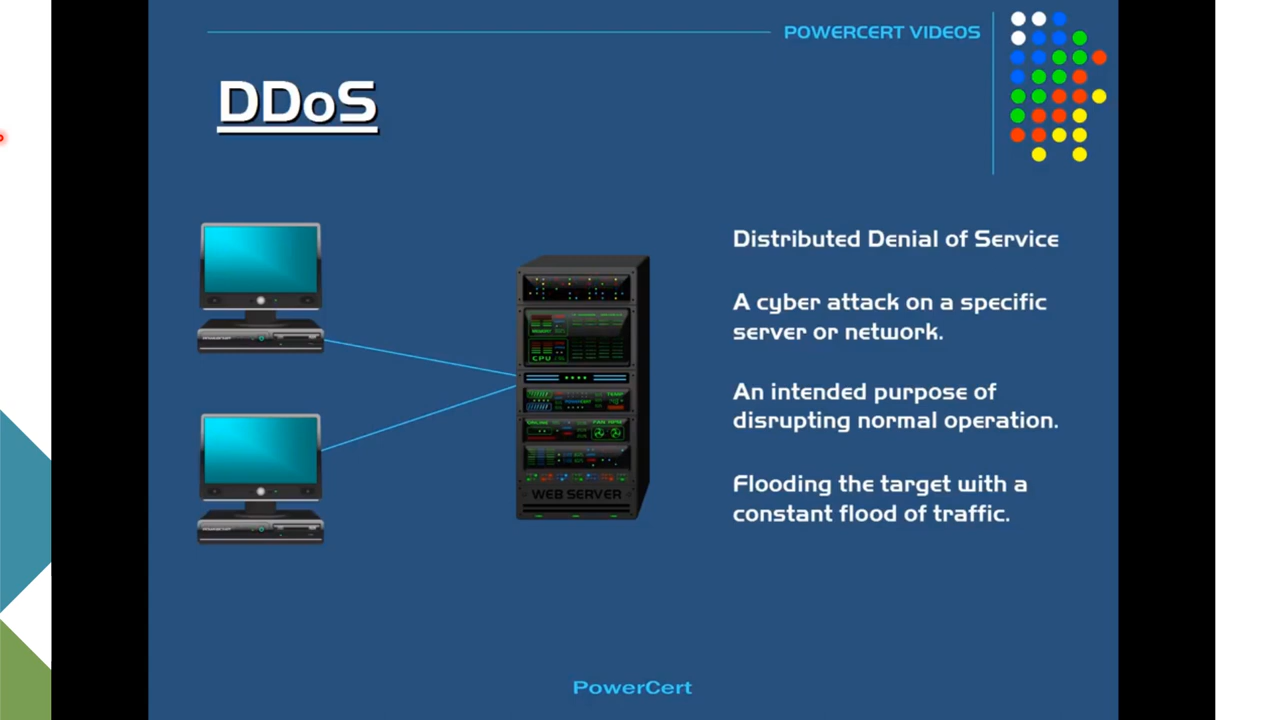 POWERCERT VIDEOS
DDoS
Distributed Denial of Service
A cyber attack on a specific
server or network.
An intended purpose of
disrupting normal operation.
Flooding the target with a
constant flood of traffic.
CPU
WEB SERVER
PowerCert